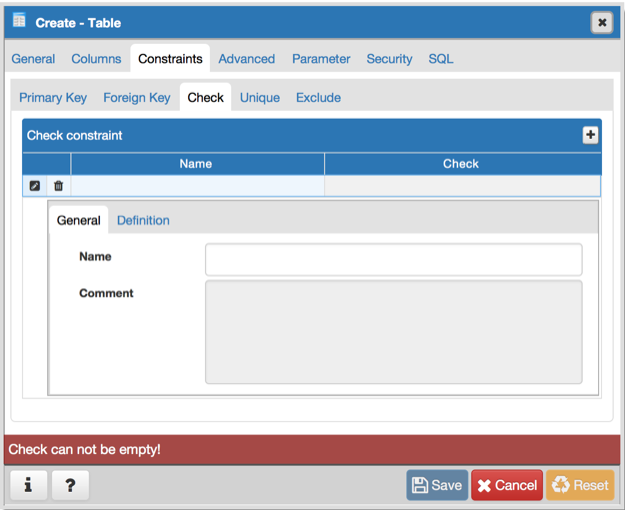 Create - Table
General Columns Constraints Advanced Parameter Security SQL
Primary Key Foreign Key Check Unique Exclude
Check constraint
Name Check
General Definition
Name
Comment
Check can not be empty!
i ? Save Cancel Reset